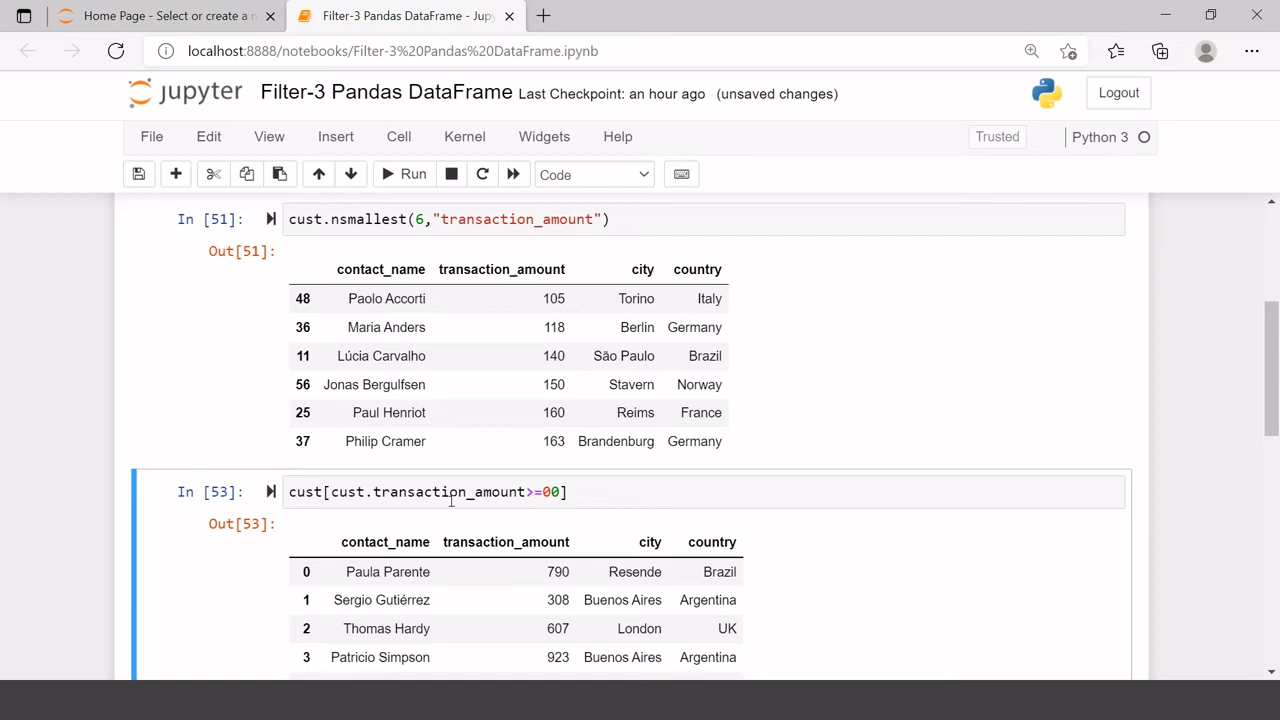 Home Page - Select or create a n
Filter-3 Pandas DataFrame - Jupy
localhost:8888/notebooks/Filter-3%20Pandas%20DataFrame.ipynb
jupyter Filter-3 Pandas DataFrame Last Checkpoint: an hour ago (unsaved changes) Logout
File Edit View Insert Cell Kernel Widgets Help Trusted Python 3
Run Code
In [51]: cust.nsmallest(6,"transaction_amount")
Out[51]:
contact_name transaction_amount city country
48 Paolo Accorti 105 Torino Italy
36 Maria Anders 118 Berlin Germany
11 Lúcia Carvalho 140 São Paulo Brazil
56 Jonas Bergulfsen 150 Stavern Norway
25 Paul Henriot 160 Reims France
37 Philip Cramer 163 Brandenburg Germany
In [53]: cust[cust.transaction_amount>=00]
Out[53]:
contact_name transaction_amount city country
0 Paula Parente 790 Resende Brazil
1 Sergio Gutiérrez 308 Buenos Aires Argentina
2 Thomas Hardy 607 London UK
3 Patricio Simpson 923 Buenos Aires Argentina